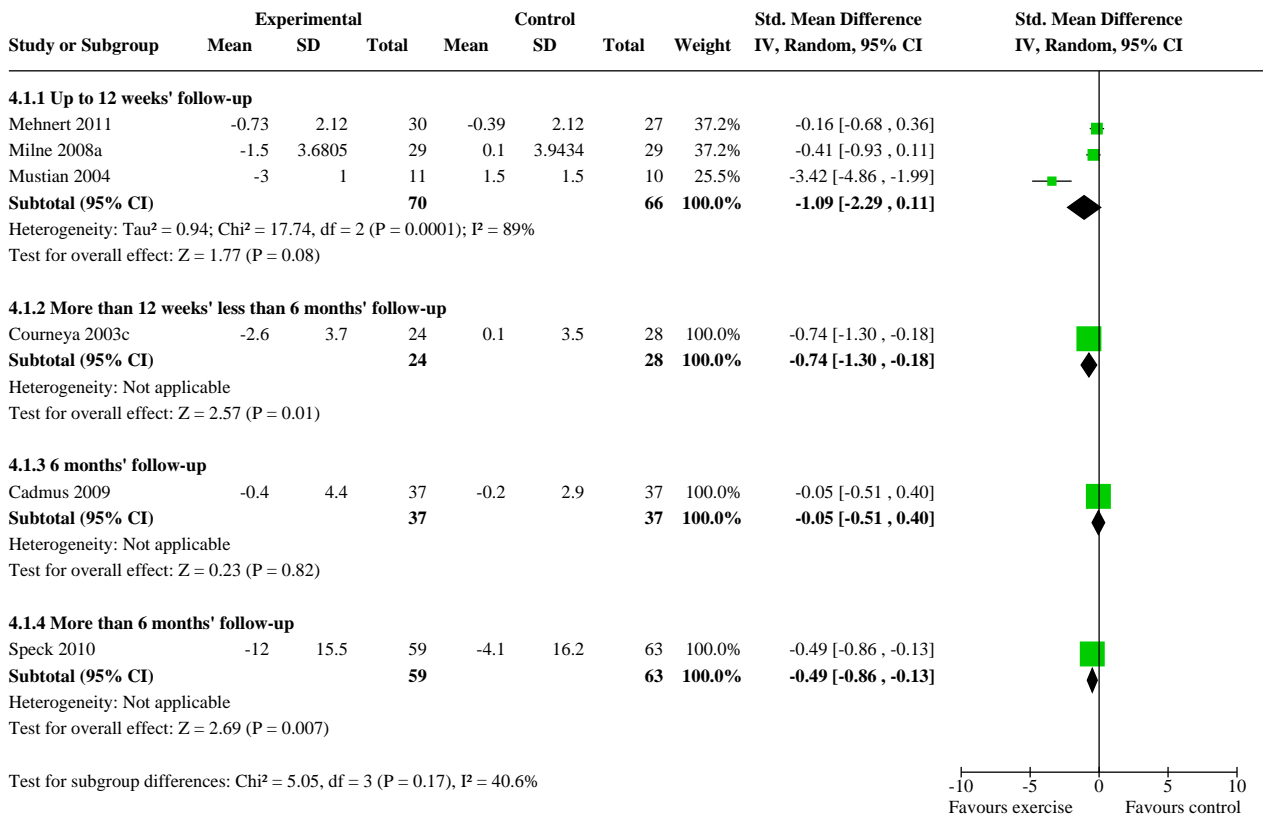 Experimental Control Std. Mean Difference Std. Mean Difference
Study or Subgroup Mean SD Total Mean SD Total Weight IV, Random, 95% CI IV, Random, 95% CI
4.1.1 Up to 12 weeks' follow-up
Mehnert 2011 -0.73 2.12 30 -0.39 2.12 27 37.2% -0.16 [-0.68 , 0.36]
Milne 2008a -1.5 3.6805 29 0.1 3.9434 29 37.2% -0.41 [-0.93 , 0.11]
Mustian 2004 -3 1 11 1.5 1.5 10 25.5% -3.42 [-4.86 , -1.99]
Subtotal (95% CI) 70 66 100.0% -1.09 [-2.29 , 0.11]
Heterogeneity: Tau² = 0.94; Chi² = 17.74, df = 2 (P = 0.0001); I² = 89%
Test for overall effect: Z = 1.77 (P = 0.08)
4.1.2 More than 12 weeks' less than 6 months' follow-up
Courneya 2003c -2.6 3.7 24 0.1 3.5 28 100.0% -0.74 [-1.30 , -0.18]
Subtotal (95% CI) 24 28 100.0% -0.74 [-1.30 , -0.18]
Heterogeneity: Not applicable
Test for overall effect: Z = 2.57 (P = 0.01)
4.1.3 6 months' follow-up
Cadmus 2009 -0.4 4.4 37 -0.2 2.9 37 100.0% -0.05 [-0.51 , 0.40]
Subtotal (95% CI) 37 37 100.0% -0.05 [-0.51 , 0.40]
Heterogeneity: Not applicable
Test for overall effect: Z = 0.23 (P = 0.82)
4.1.4 More than 6 months' follow-up
Speck 2010 -12 15.5 59 -4.1 16.2 63 100.0% -0.49 [-0.86 , -0.13]
Subtotal (95% CI) 59 63 100.0% -0.49 [-0.86 , -0.13]
Heterogeneity: Not applicable
Test for overall effect: Z = 2.69 (P = 0.007)
Test for subgroup differences: Chi² = 5.05, df = 3 (P = 0.17), I² = 40.6%
-10 -5 0 5 10
Favours exercise Favours control